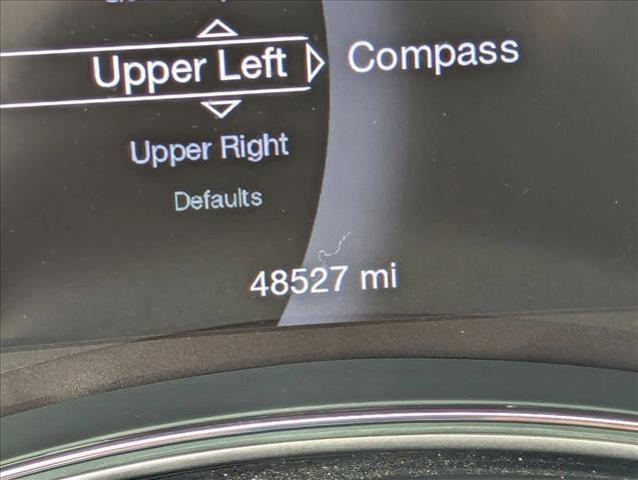 Upper Left Compass
Upper Right
Defaults
48527 mi